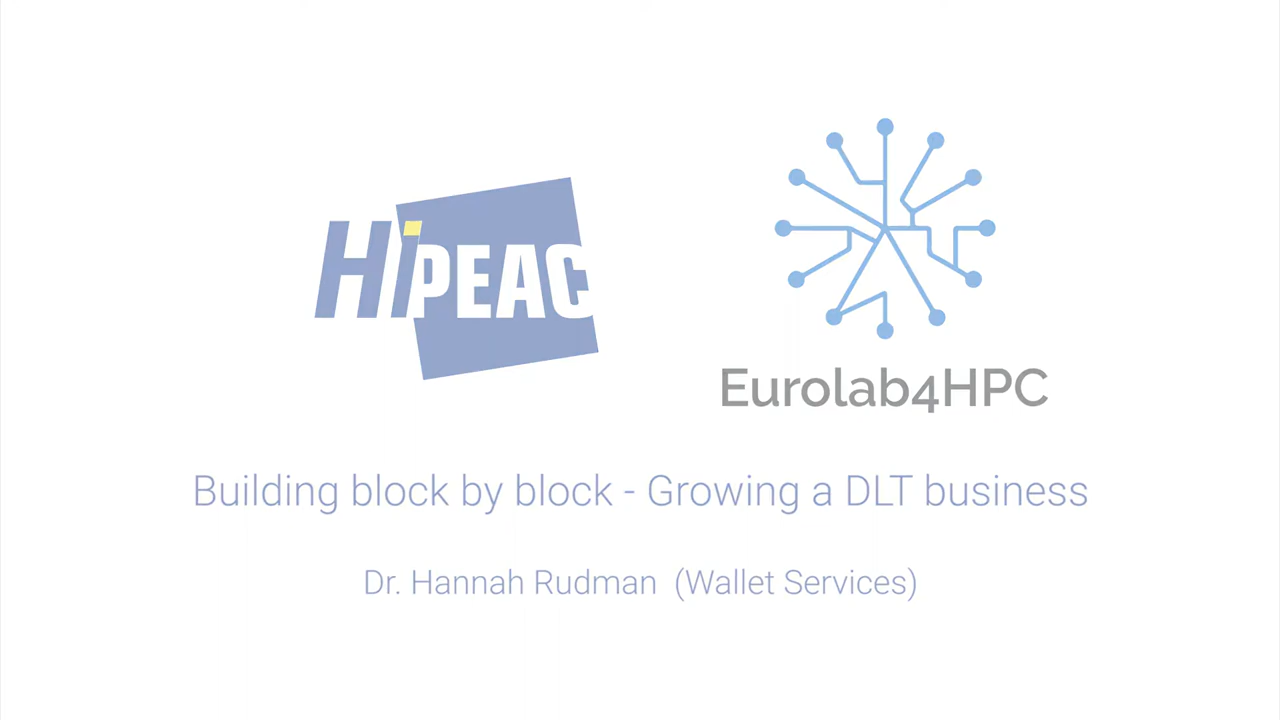 HiPEAC
Eurolab4HPC
Building block by block - Growing a DLT business
Dr. Hannah Rudman (Wallet Services)